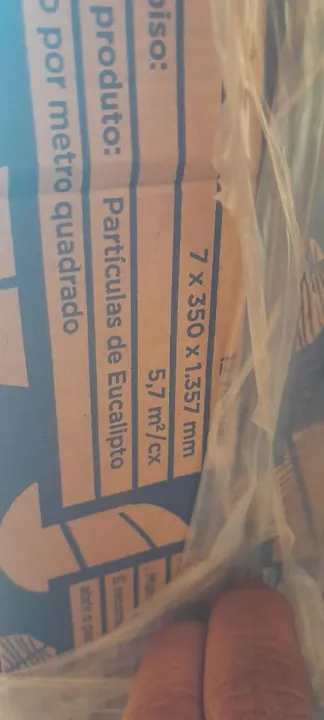 7 x 350 x 1.357 mm
piso: 5,7 m²/cx
produto: Partículas de Eucalipto
o por metro quadrado